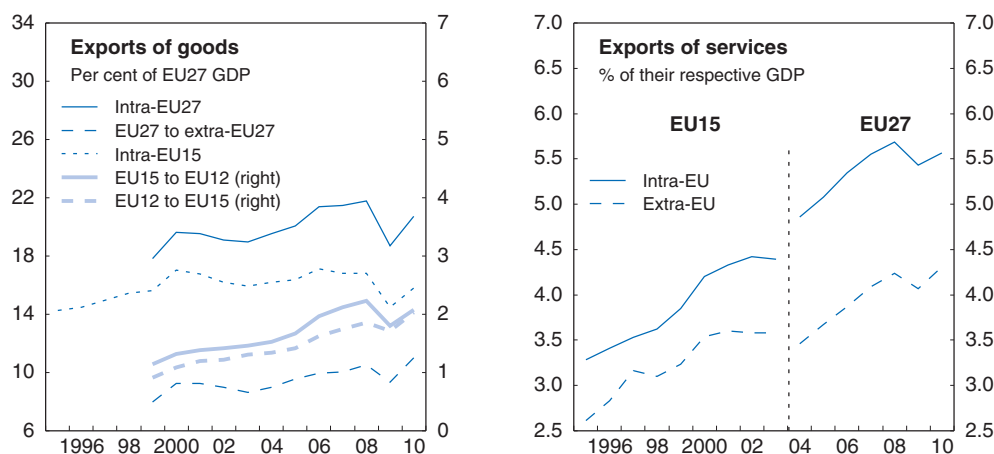 Exports of goods
Per cent of EU27 GDP
Intra-EU27
EU27 to extra-EU27
Intra-EU15
EU15 to EU12 (right)
EU12 to EU15 (right)
34
30
26
22
18
14
10
6
7
6
5
4
3
2
1
0
1996 98 2000 02 04 06 08 10
Exports of services
% of their respective GDP
EU15 EU27
Intra-EU
Extra-EU
7.0
6.5
6.0
5.5
5.0
4.5
4.0
3.5
3.0
2.5
7.0
6.5
6.0
5.5
5.0
4.5
4.0
3.5
3.0
2.5
1996 98 2000 02 04 06 08 10